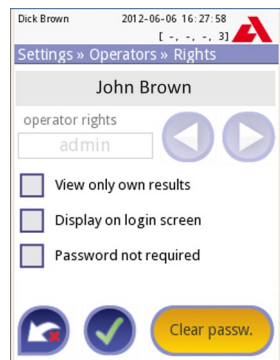 Dick Brown 2012-06-06 16:27:58
[ -, -, -, 3]
Settings » Operators » Rights
John Brown
operator rights
admin
View only own results
Display on login screen
Password not required
Clear passw.